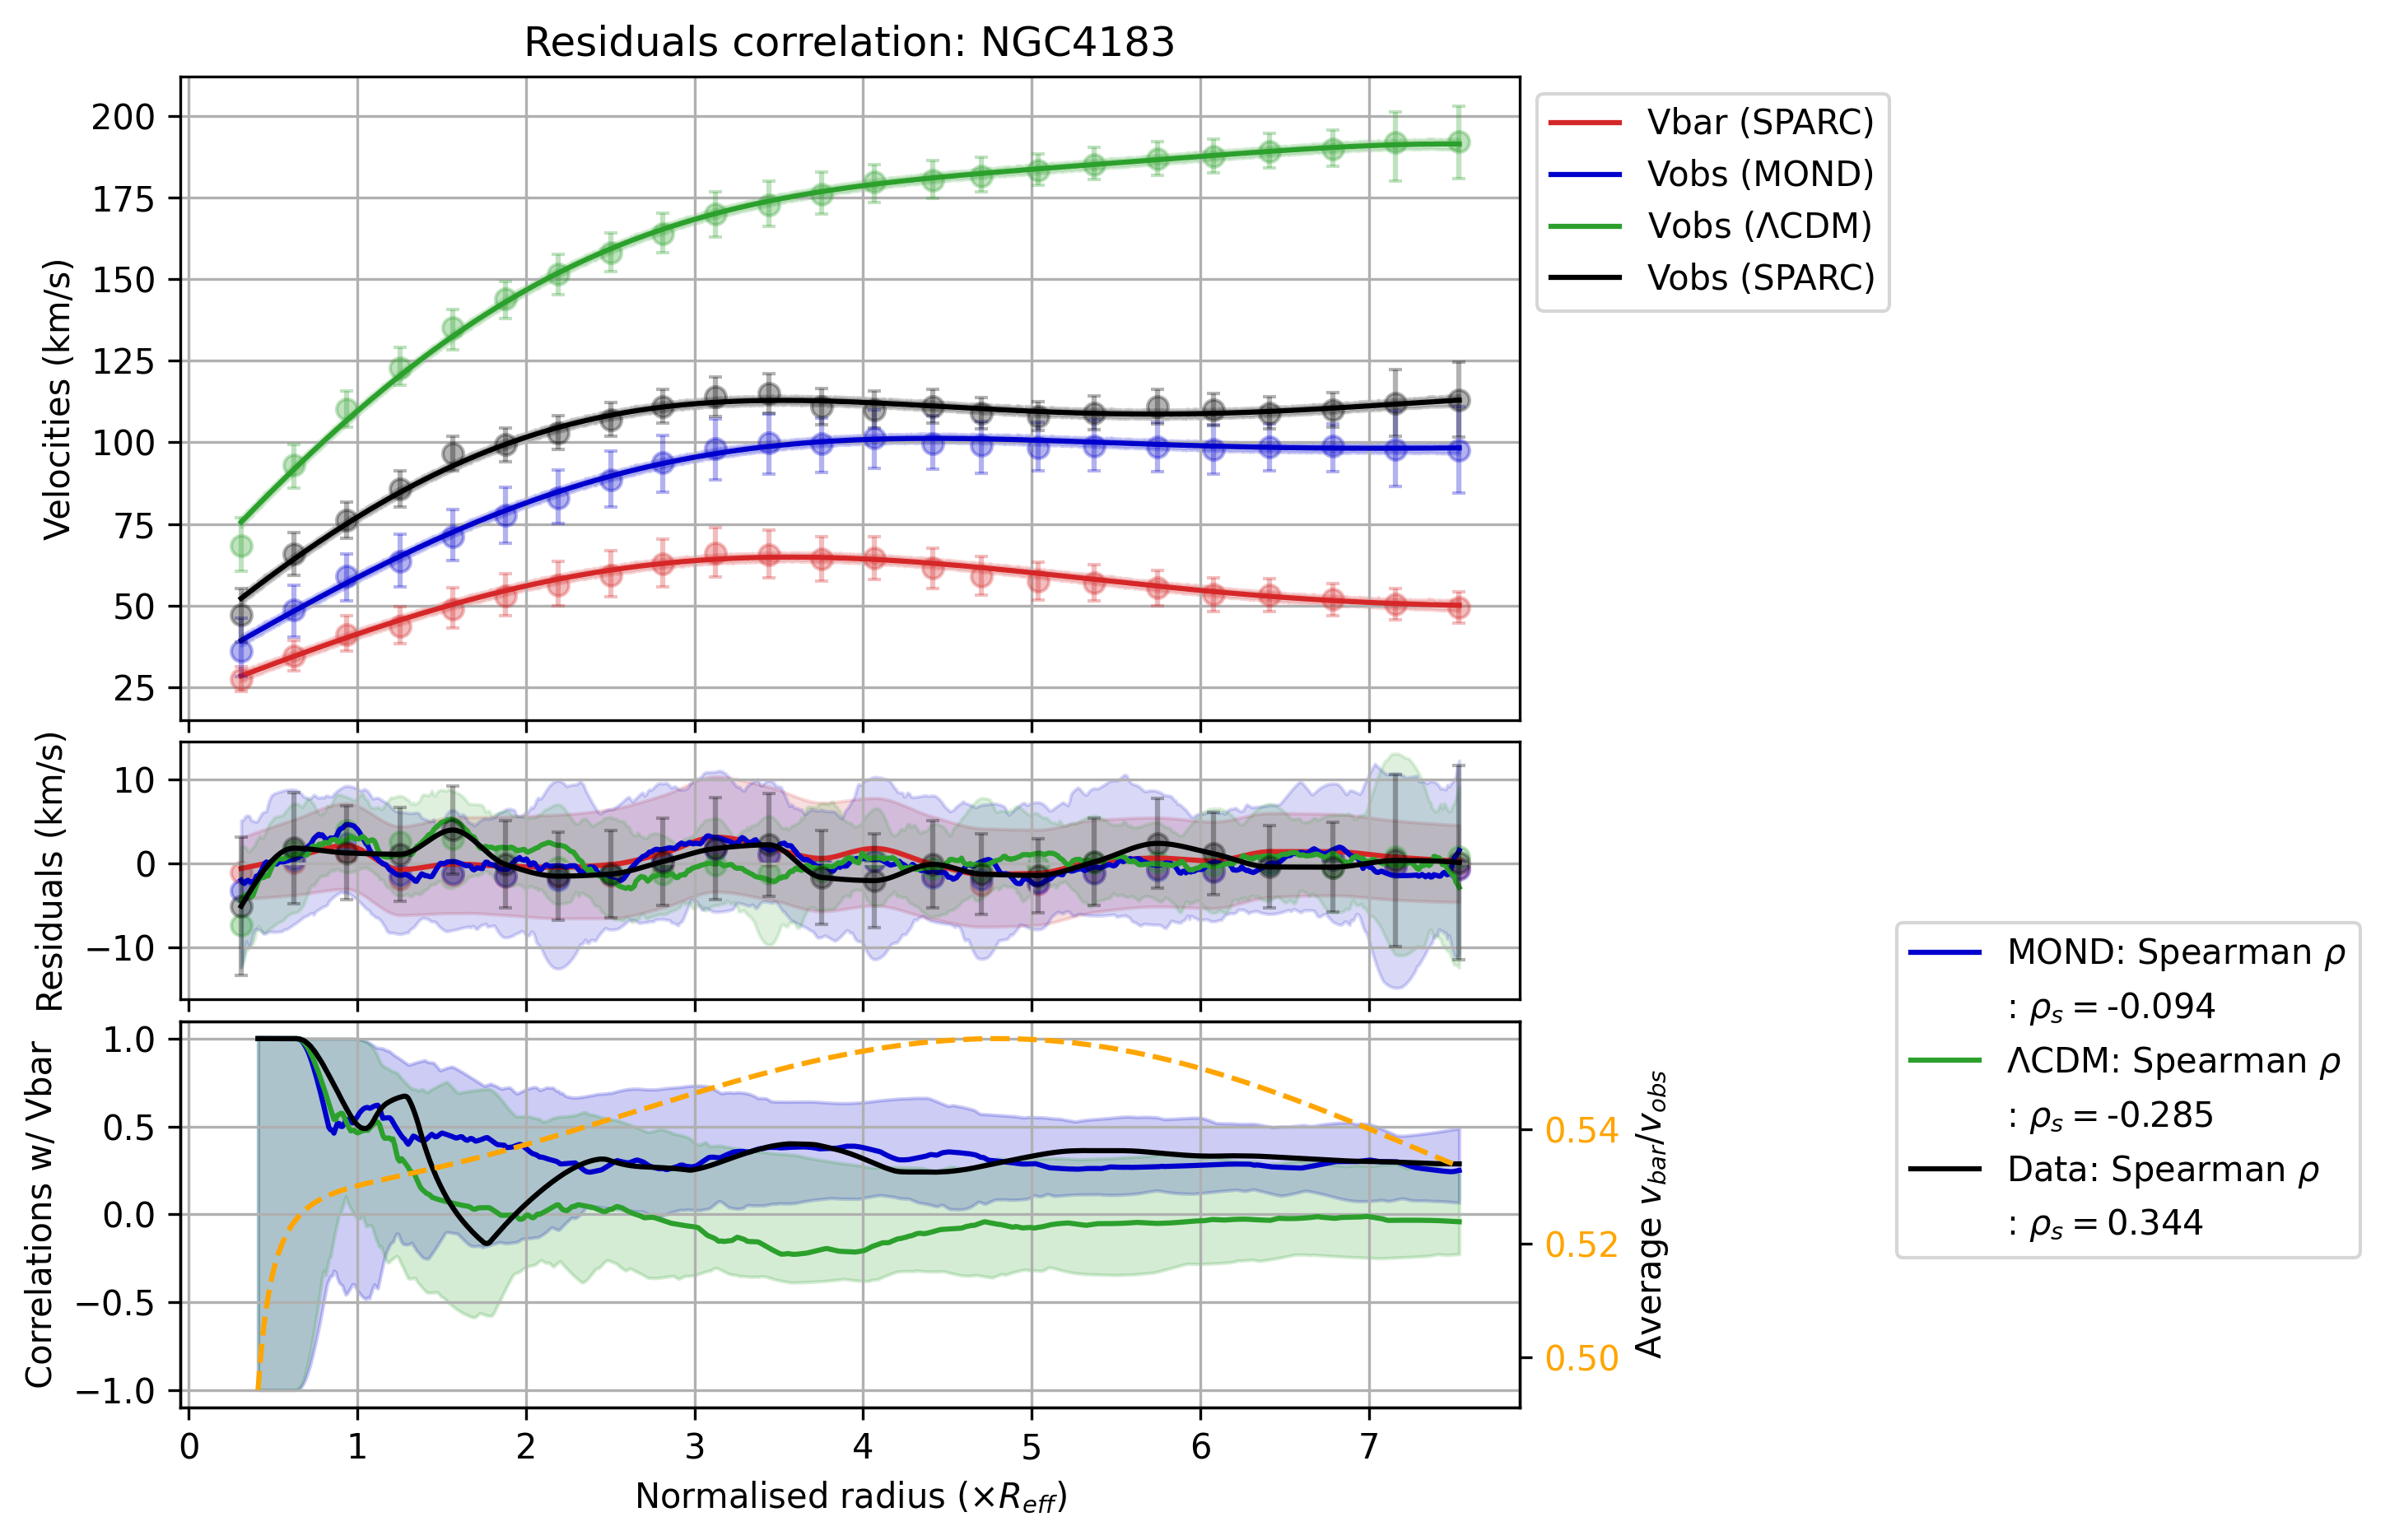 Residuals correlation: NGC4183
Velocities (km/s)
200
175
150
125
100
75
50
25
Vbar (SPARC)
Vobs (MOND)
Vobs (ΛCDM)
Vobs (SPARC)
Residuals (km/s)
10
0
−10
Correlations w/ Vbar
1.0
0.5
0.0
−0.5
−1.0
0.54
0.52
0.50
Average v_bar/v_obs
MOND: Spearman ρ
: ρ_s = -0.094
ΛCDM: Spearman ρ
: ρ_s = -0.285
Data: Spearman ρ
: ρ_s = 0.344
0 1 2 3 4 5 6 7
Normalised radius (×R_eff)